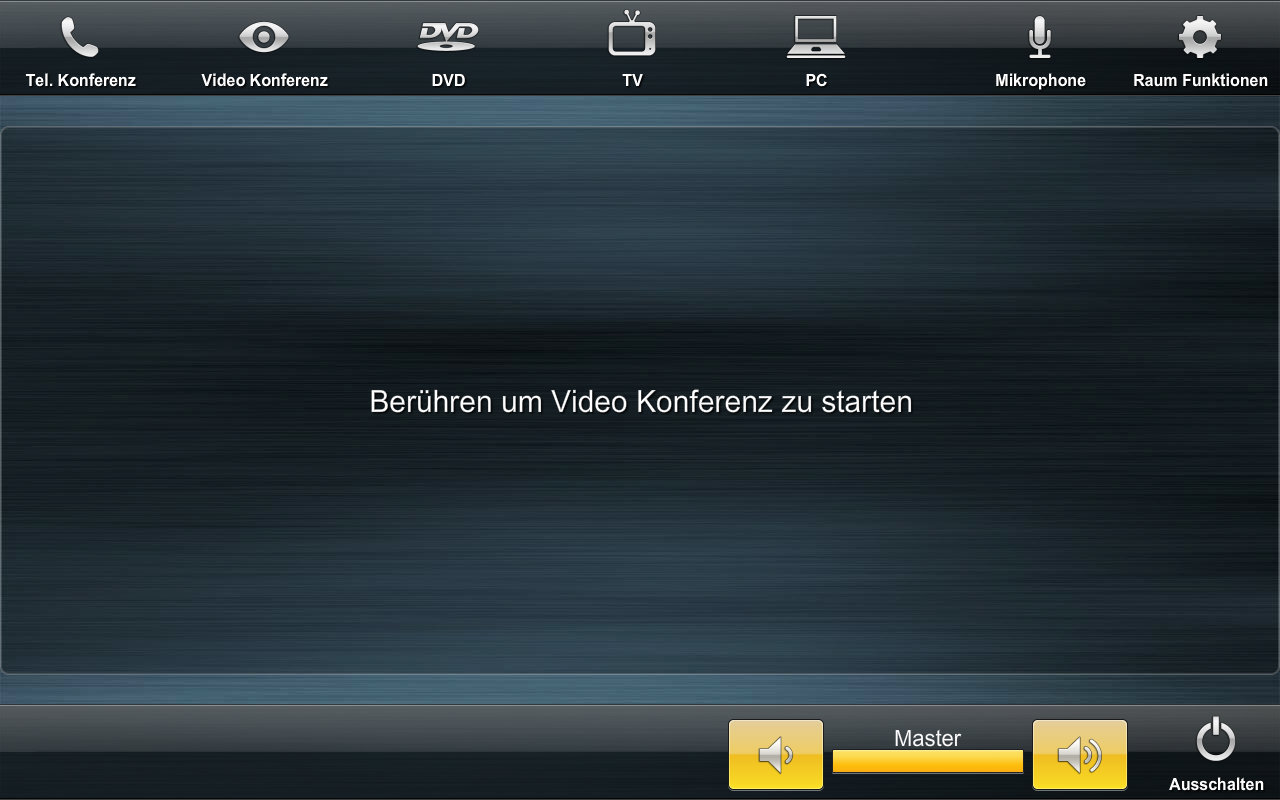 Tel. Konferenz
Video Konferenz
DVD
DVD
TV
PC
Mikrophone
Raum Funktionen
Berühren um Video Konferenz zu starten
Master
Ausschalten